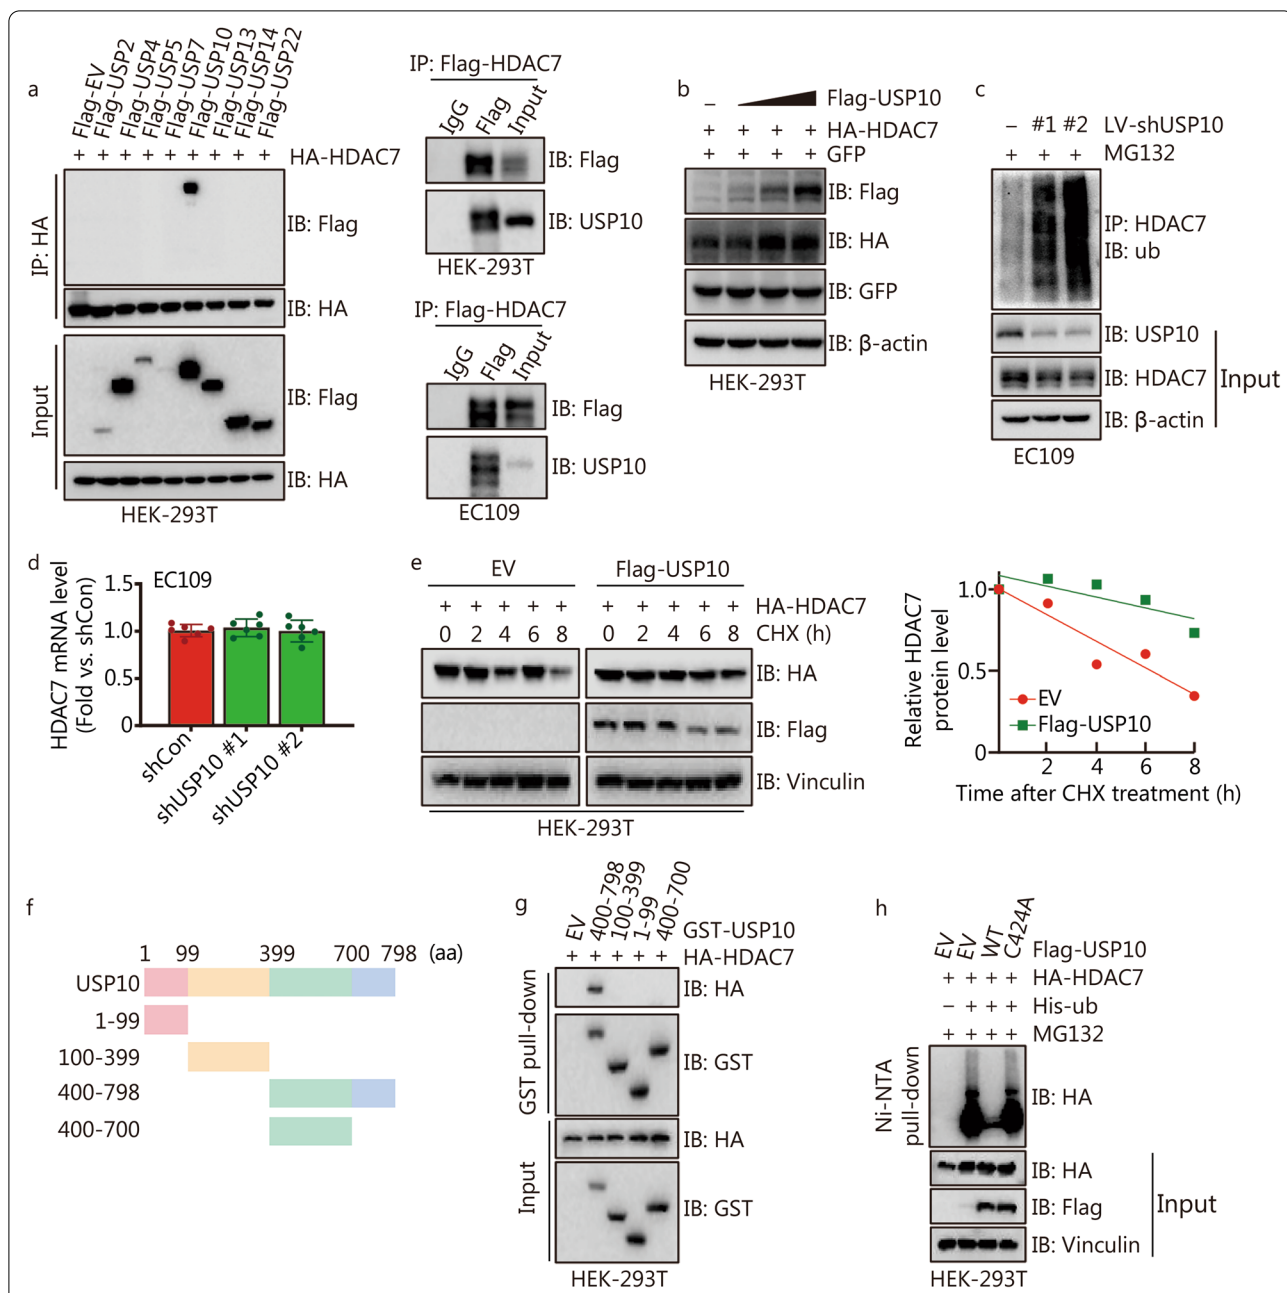 a
Flag-EV
Flag-USP2
Flag-USP4
Flag-USP5
Flag-USP7
Flag-USP10
Flag-USP13
Flag-USP14
Flag-USP22
+ + + + + + + + + HA-HDAC7
IP: HA
IB: Flag
IB: HA
Input
IB: Flag
IB: HA
HEK-293T
IP: Flag-HDAC7
IgG Flag Input
IB: Flag
IB: USP10
HEK-293T
IP: Flag-HDAC7
IgG Flag Input
IB: Flag
IB: USP10
EC109
b
– Flag-USP10
+ + + + HA-HDAC7
+ + + + GFP
IB: Flag
IB: HA
IB: GFP
IB: β-actin
HEK-293T
c
– #1 #2 LV-shUSP10
+ + + MG132
IP: HDAC7
IB: ub
IB: USP10
IB: HDAC7
IB: β-actin
Input
EC109
d
HDAC7 mRNA level
(Fold vs. shCon)
EC109
1.5
1.0
0.5
0
shCon
shUSP10 #1
shUSP10 #2
e
EV Flag-USP10
+ + + + + + + + + + HA-HDAC7
0 2 4 6 8 0 2 4 6 8 CHX (h)
IB: HA
IB: Flag
IB: Vinculin
HEK-293T
Relative HDAC7
protein level
1.0
0.5
0
EV
Flag-USP10
2 4 6 8
Time after CHX treatment (h)
f
1 99 399 700 798 (aa)
USP10
1-99
100-399
400-798
400-700
g
EV
400-798
100-399
1-99
400-700
GST-USP10
+ + + + + HA-HDAC7
GST pull-down
IB: HA
IB: GST
Input
IB: HA
IB: GST
HEK-293T
h
EV EV WT C424A Flag-USP10
+ + + + HA-HDAC7
– + + + His-ub
+ + + + MG132
Ni-NTA
pull-down
IB: HA
IB: HA
IB: Flag
IB: Vinculin
Input
HEK-293T